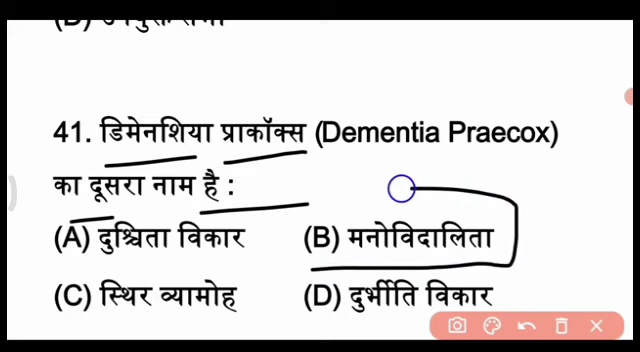 41. डिमेनशिया प्राकॉक्स (Dementia Praecox)
का दूसरा नाम है :
(A) दुश्चिता विकार
(B) मनोविदालिता
(C) स्थिर व्यामोह
(D) दुर्भीति विकार